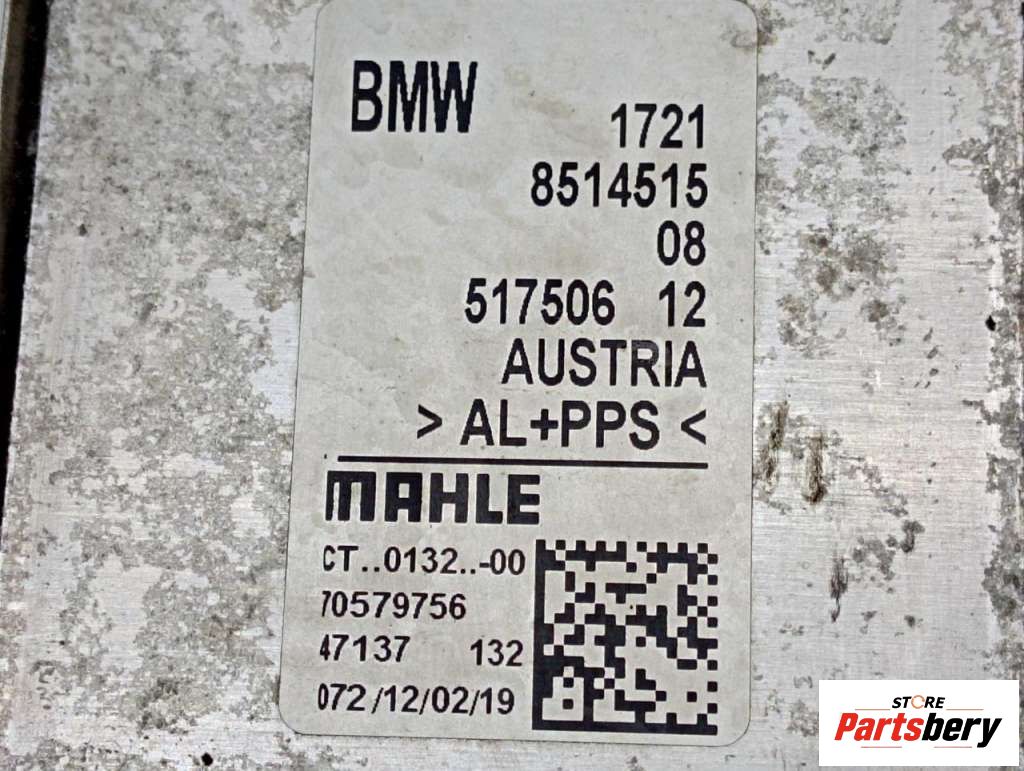 BMW
1721
8514515
08
517506 12
AUSTRIA
> AL+PPS <
MAHLE
CT..0132..-00
70579756
47137 132
072/12/02/19
STORE
Partsbery